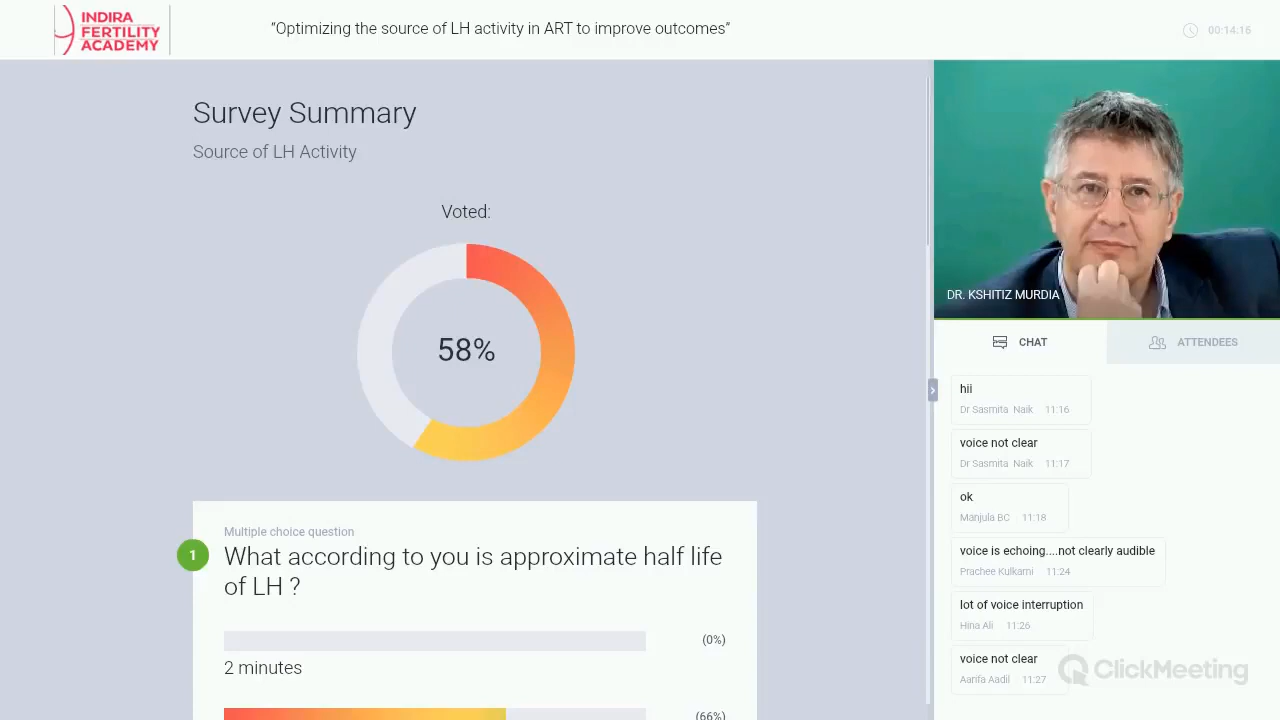 INDIRA
FERTILITY
ACADEMY
“Optimizing the source of LH activity in ART to improve outcomes”
00:14:16
Survey Summary
Source of LH Activity
Voted:
58%
Multiple choice question
1
What according to you is approximate half life
of LH ?
(0%)
2 minutes
(66%)
DR. KSHITIZ MURDIA
CHAT
ATTENDEES
hii
Dr Sasmita Naik 11:16
voice not clear
Dr Sasmita Naik 11:17
ok
Manjula BC 11:18
voice is echoing....not clearly audible
Prachee Kulkarni 11:24
lot of voice interruption
Hina Ali 11:26
voice not clear
Aarifa Aadil 11:27
ClickMeeting